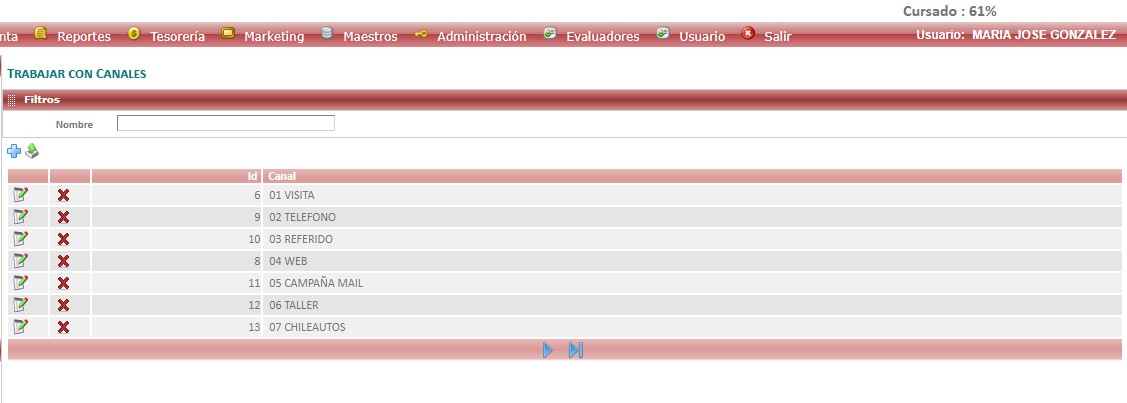 Cursado : 61%
nta Reportes Tesorería Marketing Maestros Administración Evaluadores Usuario Salir Usuario: MARIA JOSE GONZALEZ
TRABAJAR CON CANALES
Filtros
Nombre
Id Canal
6 01 VISITA
9 02 TELEFONO
10 03 REFERIDO
8 04 WEB
11 05 CAMPAÑA MAIL
12 06 TALLER
13 07 CHILEAUTOS